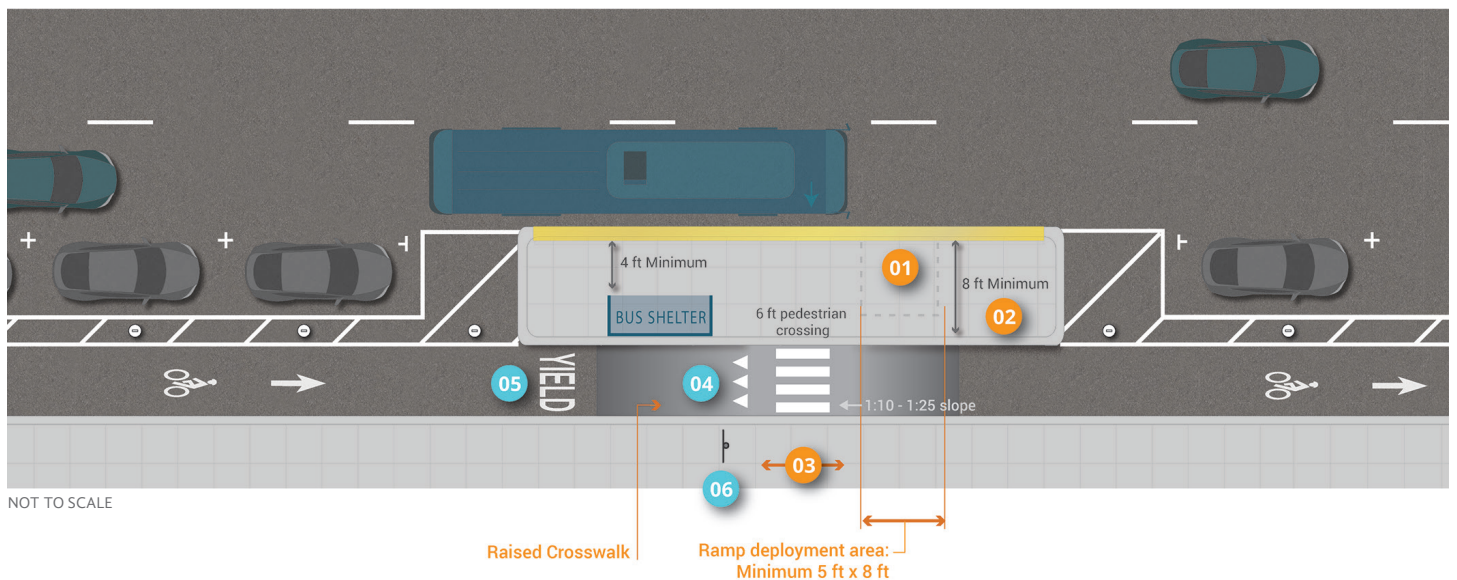 4 ft Minimum
01
8 ft Minimum
BUS SHELTER
6 ft pedestrian
crossing
02
05
YIELD
04
1:10 - 1:25 slope
03
06
NOT TO SCALE
Raised Crosswalk
Ramp deployment area:
Minimum 5 ft x 8 ft